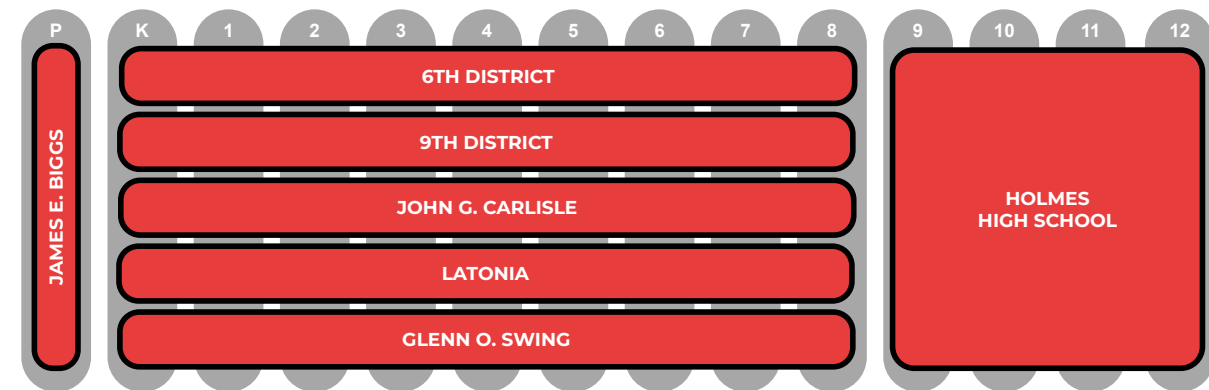 P K 1 2 3 4 5 6 7 8 9 10 11 12
JAMES E. BIGGS
6TH DISTRICT
9TH DISTRICT
JOHN G. CARLISLE
LATONIA
GLENN O. SWING
HOLMES
HIGH SCHOOL